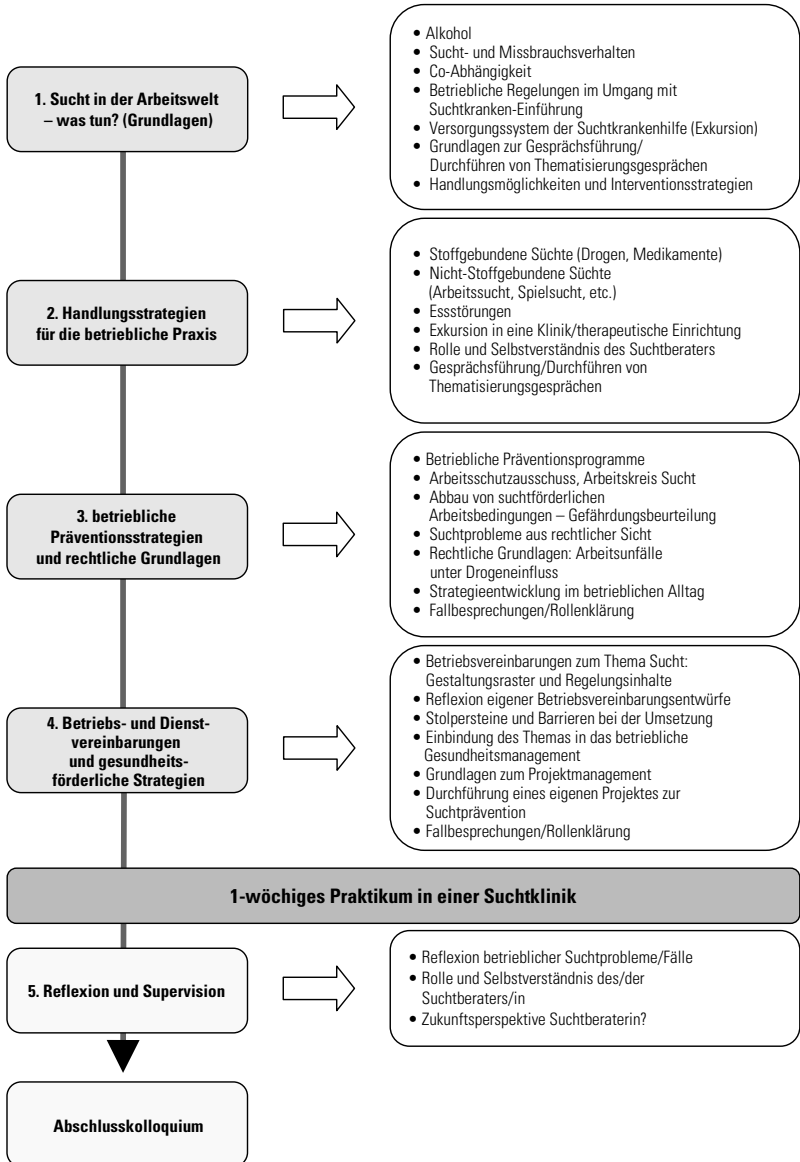 1. Sucht in der Arbeitswelt
– was tun? (Grundlagen)
• Alkohol
• Sucht- und Missbrauchsverhalten
• Co-Abhängigkeit
• Betriebliche Regelungen im Umgang mit
Suchtkranken-Einführung
• Versorgungssystem der Suchtkrankenhilfe (Exkursion)
• Grundlagen zur Gesprächsführung/
Durchführen von Thematisierungsgesprächen
• Handlungsmöglichkeiten und Interventionsstrategien
2. Handlungsstrategien
für die betriebliche Praxis
• Stoffgebundene Süchte (Drogen, Medikamente)
• Nicht-Stoffgebundene Süchte
(Arbeitssucht, Spielsucht, etc.)
• Essstörungen
• Exkursion in eine Klinik/therapeutische Einrichtung
• Rolle und Selbstverständnis des Suchtberaters
• Gesprächsführung/Durchführen von
Thematisierungsgesprächen
3. betriebliche
Präventionsstrategien
und rechtliche Grundlagen
• Betriebliche Präventionsprogramme
• Arbeitsschutzausschuss, Arbeitskreis Sucht
• Abbau von suchtförderlichen
Arbeitsbedingungen – Gefährdungsbeurteilung
• Suchtprobleme aus rechtlicher Sicht
• Rechtliche Grundlagen: Arbeitsunfälle
unter Drogeneinfluss
• Strategieentwicklung im betrieblichen Alltag
• Fallbesprechungen/Rollenklärung
4. Betriebs- und Dienst-
vereinbarungen
und gesundheits-
förderliche Strategien
• Betriebsvereinbarungen zum Thema Sucht:
Gestaltungsraster und Regelungsinhalte
• Reflexion eigener Betriebsvereinbarungsentwürfe
• Stolpersteine und Barrieren bei der Umsetzung
• Einbindung des Themas in das betriebliche
Gesundheitsmanagement
• Grundlagen zum Projektmanagement
• Durchführung eines eigenen Projektes zur
Suchtprävention
• Fallbesprechungen/Rollenklärung
1-wöchiges Praktikum in einer Suchtklinik
5. Reflexion und Supervision
• Reflexion betrieblicher Suchtprobleme/Fälle
• Rolle und Selbstverständnis des/der
Suchtberaters/in
• Zukunftsperspektive Suchtberaterin?
Abschlusskolloquium